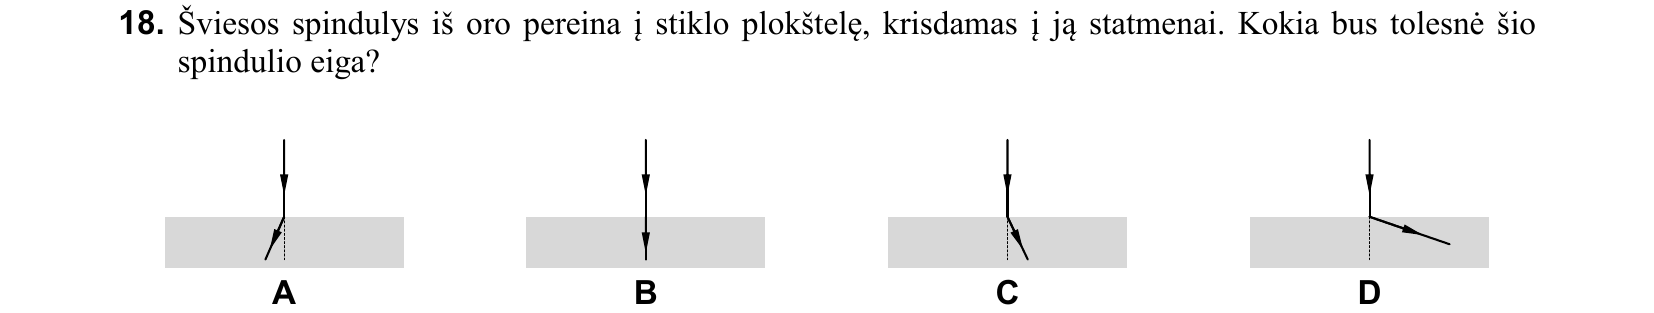 18. Šviesos spindulys iš oro pereina į stiklo plokštelę, krisdamas į ją statmenai. Kokia bus tolesnė šio
spindulio eiga?
A B C D